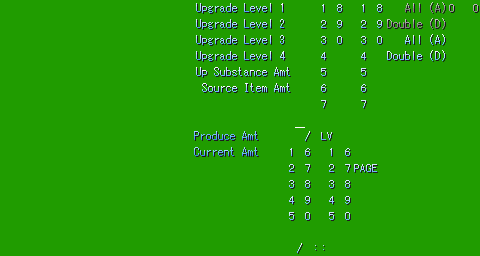 Upgrade Level 1 1 8 1 8 All (A) 0 0
Upgrade Level 2 2 9 2 9 Double (D)
Upgrade Level 3 3 0 3 0 All (A)
Upgrade Level 4 4 4 Double (D)
Up Substance Amt 5 5
Source Item Amt 6 6
7 7
Produce Amt / LV
Current Amt 1 6 1 6
2 7 2 7 PAGE
3 8 3 8
4 9 4 9
5 0 5 0
/ ::